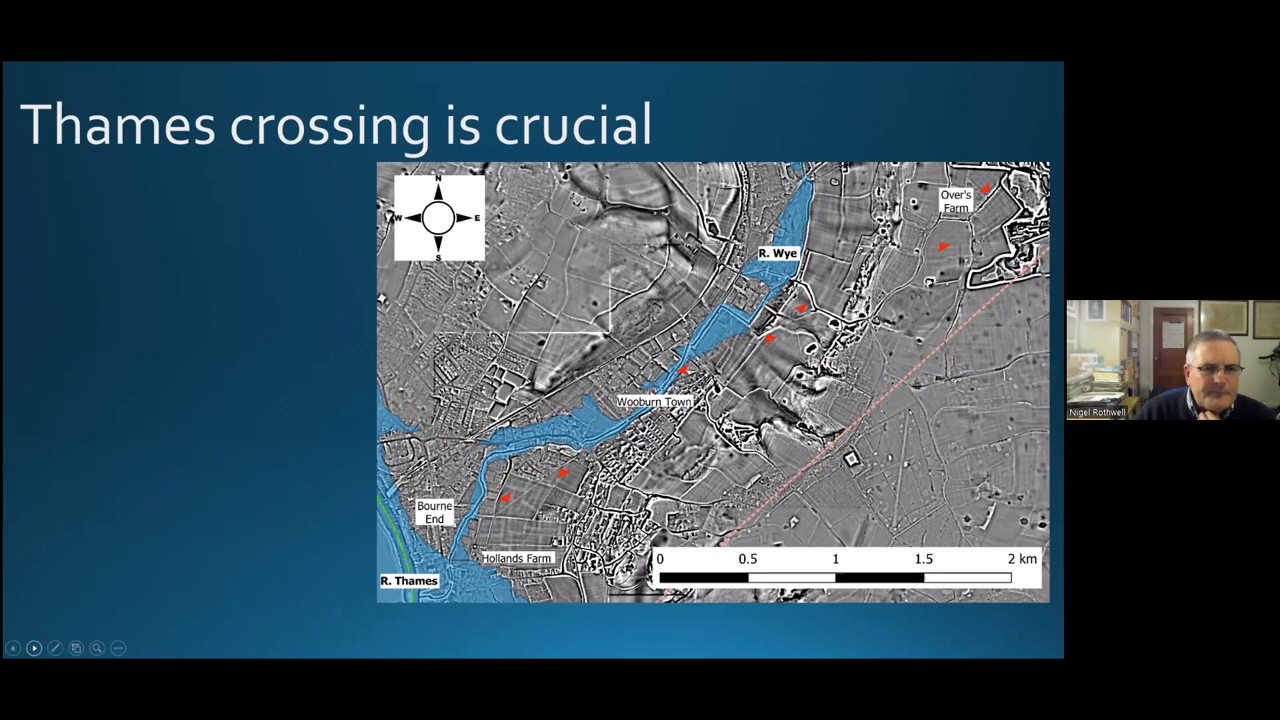 Thames crossing is crucial
N
W
E
S
Over's
Farm
R. Wye
Wooburn Town
Bourne
End
Hollands Farm
R. Thames
0 0.5 1 1.5 2 km
Nigel Rothwell